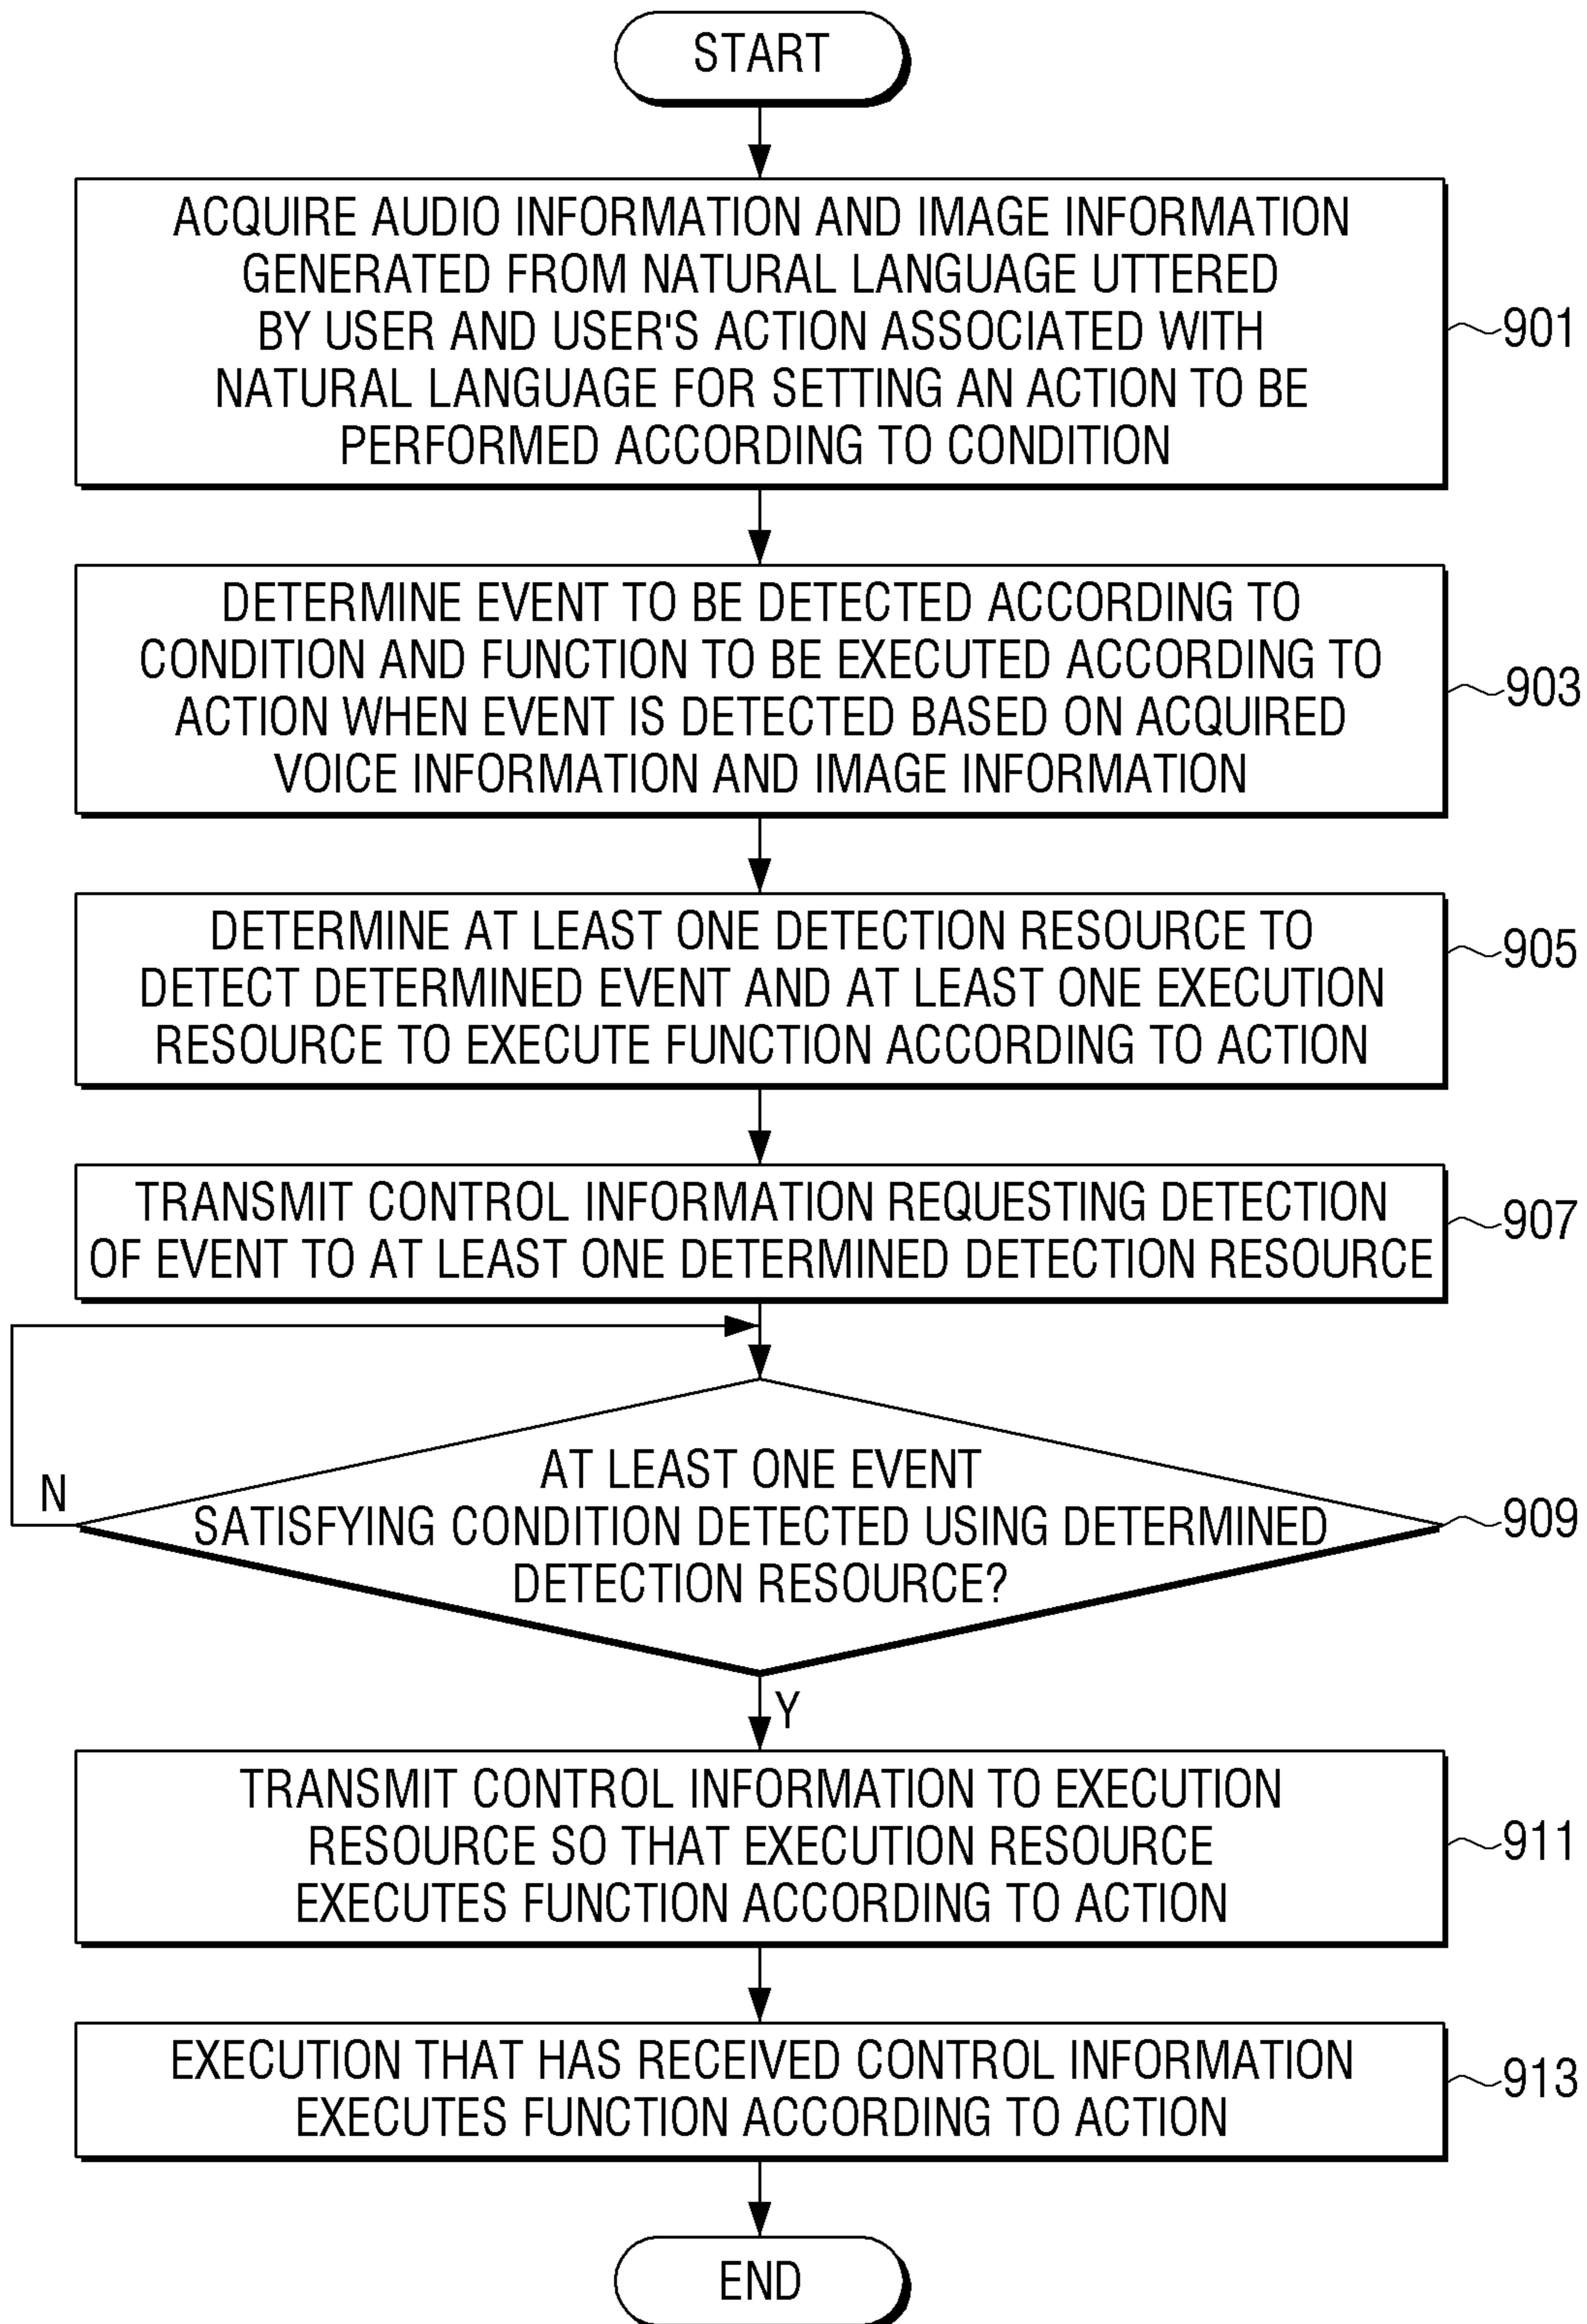 START
ACQUIRE AUDIO INFORMATION AND IMAGE INFORMATION
GENERATED FROM NATURAL LANGUAGE UTTERED
BY USER AND USER'S ACTION ASSOCIATED WITH
NATURAL LANGUAGE FOR SETTING AN ACTION TO BE
PERFORMED ACCORDING TO CONDITION
901
DETERMINE EVENT TO BE DETECTED ACCORDING TO
CONDITION AND FUNCTION TO BE EXECUTED ACCORDING TO
ACTION WHEN EVENT IS DETECTED BASED ON ACQUIRED
VOICE INFORMATION AND IMAGE INFORMATION
903
DETERMINE AT LEAST ONE DETECTION RESOURCE TO
DETECT DETERMINED EVENT AND AT LEAST ONE EXECUTION
RESOURCE TO EXECUTE FUNCTION ACCORDING TO ACTION
905
TRANSMIT CONTROL INFORMATION REQUESTING DETECTION
OF EVENT TO AT LEAST ONE DETERMINED DETECTION RESOURCE
907
AT LEAST ONE EVENT
SATISFYING CONDITION DETECTED USING DETERMINED
DETECTION RESOURCE?
909
N
Y
TRANSMIT CONTROL INFORMATION TO EXECUTION
RESOURCE SO THAT EXECUTION RESOURCE
EXECUTES FUNCTION ACCORDING TO ACTION
911
EXECUTION THAT HAS RECEIVED CONTROL INFORMATION
EXECUTES FUNCTION ACCORDING TO ACTION
913
END